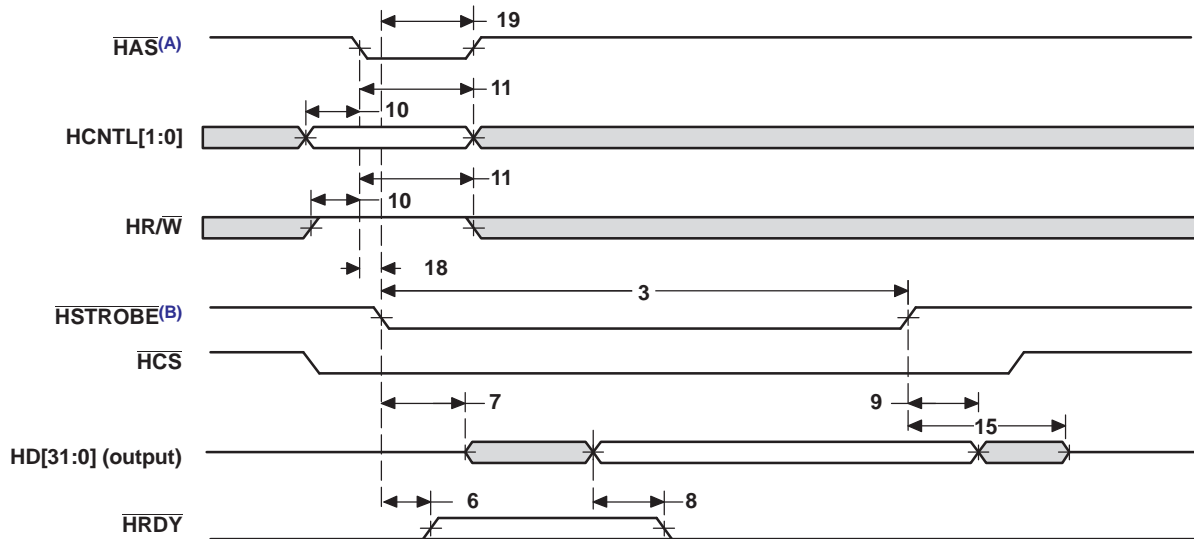 19
HAS(A)
11
10
HCNTL[1:0]
11
10
HR/W
18
3
HSTROBE(B)
HCS
7
9
15
HD[31:0] (output)
6
8
HRDY